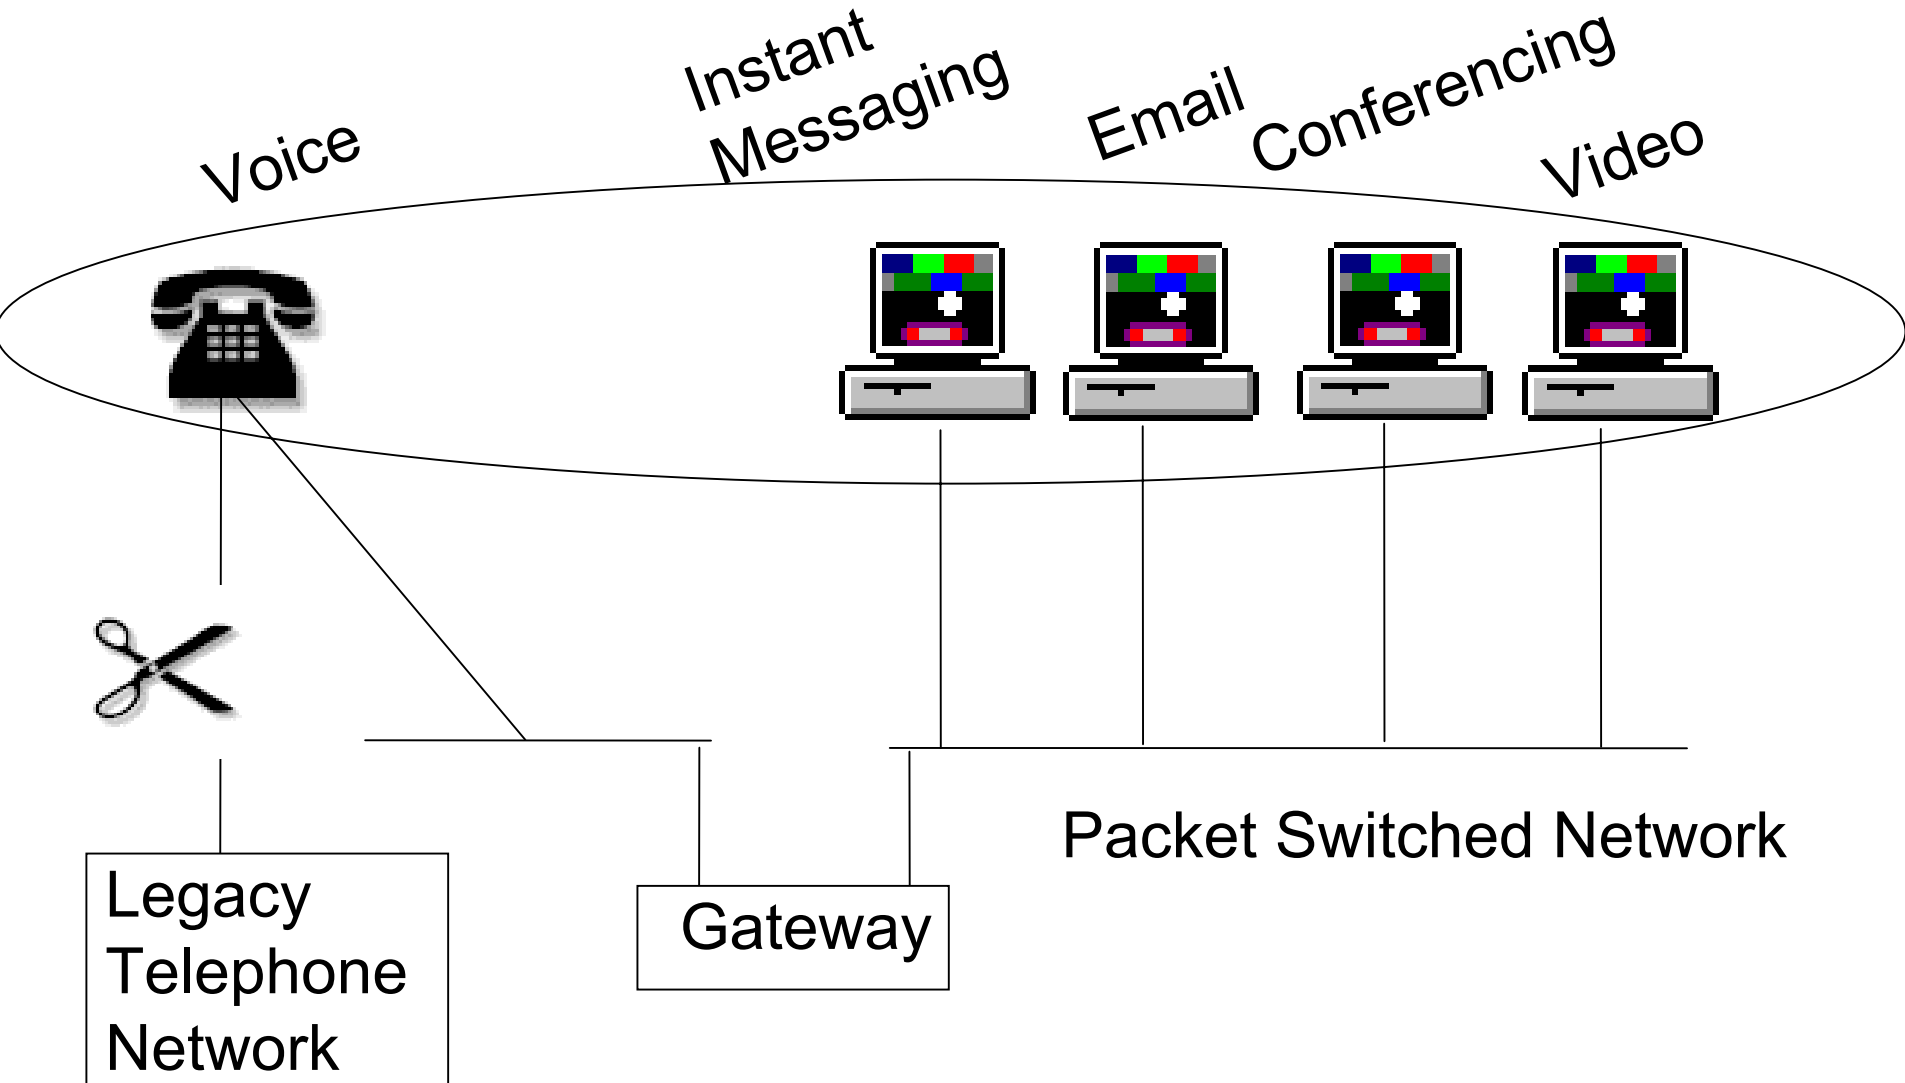 Voice
Instant
Messaging
Email
Conferencing
Video
Packet Switched Network
Gateway
Legacy
Telephone
Network